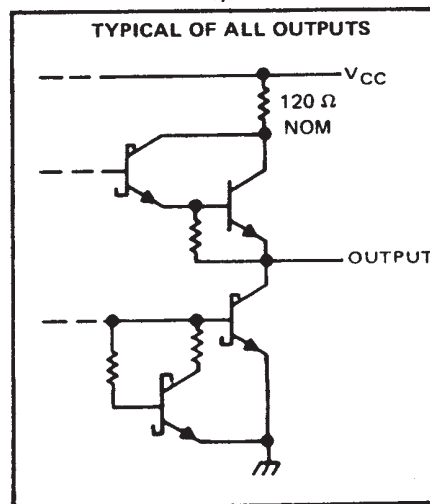 TYPICAL OF ALL OUTPUTS
VCC
120 Ω
NOM
OUTPUT